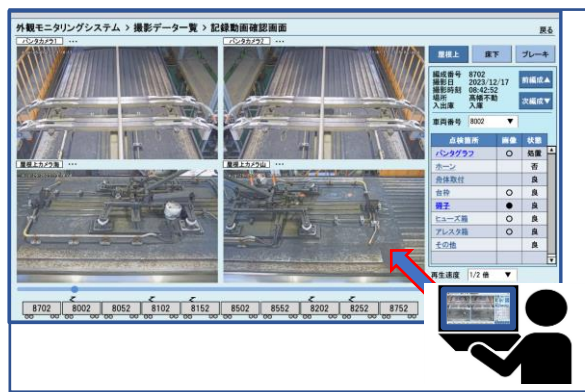 外観モニタリングシステム > 撮影データ一覧 > 記録動画確認画面
戻る
パンタカメラ1 ...
パンタカメラ2 ...
屋根上 床下 ブレーキ
編成番号 8702
撮影日 2023/12/17
撮影時刻 08:42:52
場所 高幡不動
入出庫 入庫
前編成▲
次編成▼
車両番号 8002 ▼
点検箇所 画像 状態
パンタグラフ ○ 処置
ホーン 否
舟体取付 良
台枠 ○ 良
碍子 ● 良
ヒューズ箱 ○ 良
アレスタ箱 ○ 良
その他 良
屋根上カメラ海 ...
屋根上カメラ山 ...
再生速度 1/2 倍 ▼
8702 8002 8052 8102 8152 8502 8552 8202 8252 8752